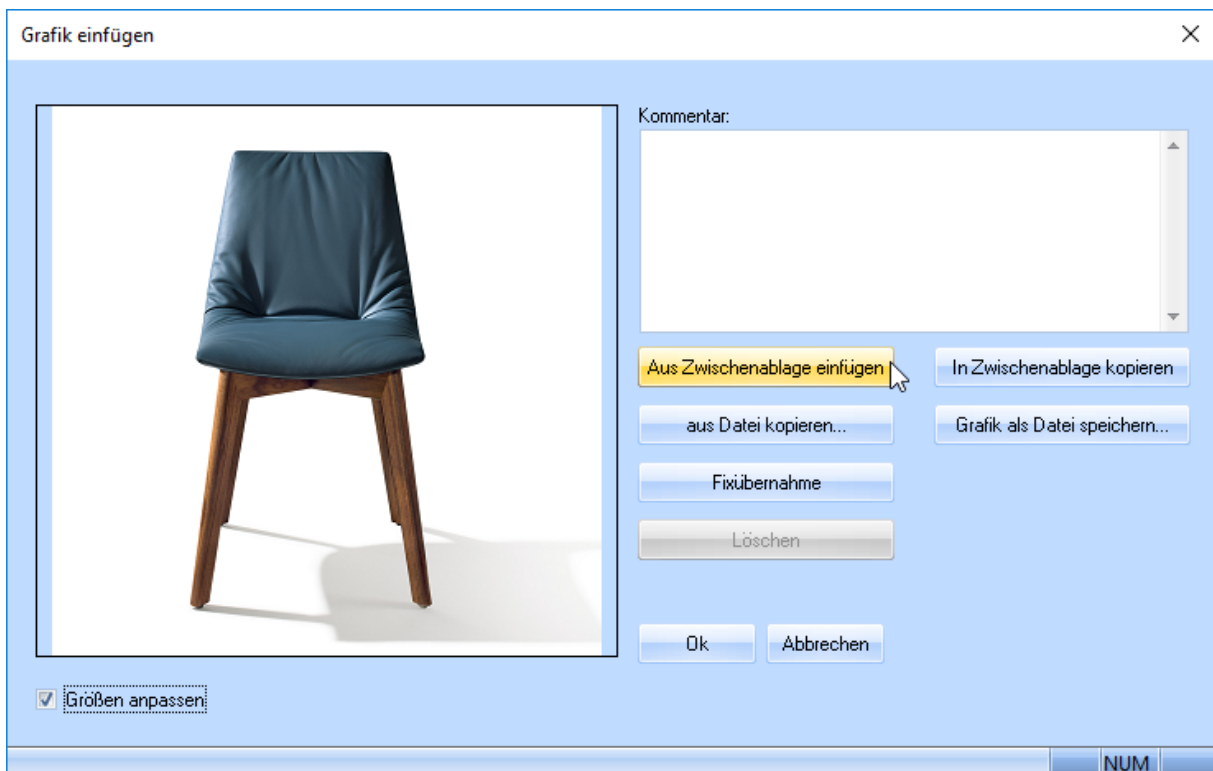 Grafik einfügen
Kommentar:
Aus Zwischenablage einfügen
In Zwischenablage kopieren
aus Datei kopieren...
Grafik als Datei speichern...
Fixübernahme
Löschen
Ok
Abbrechen
Größen anpassen
NUM